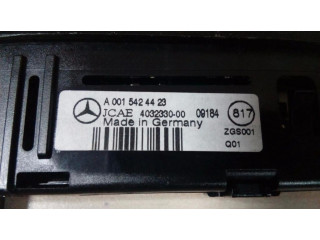 A 001 542 44 23
JCAE 4032330-00 09184
Made in Germany
817
ZGS001
Q01